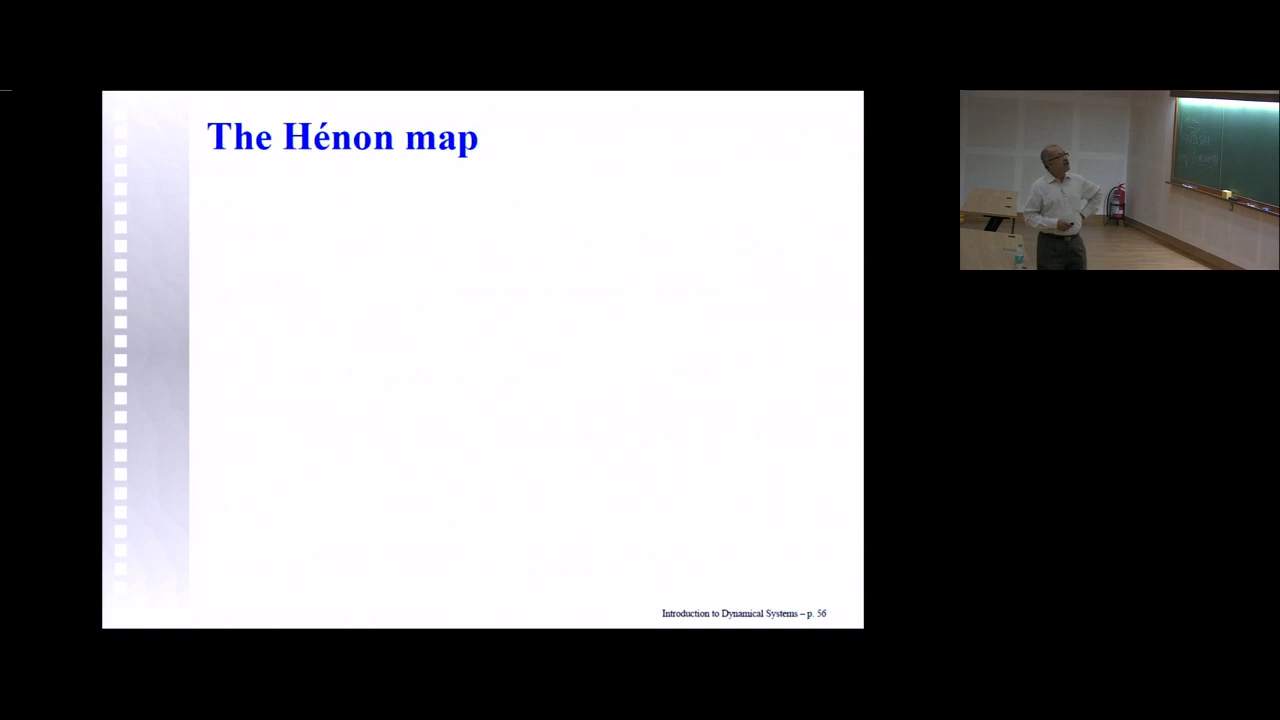 The Hénon map
Introduction to Dynamical Systems – p. 56